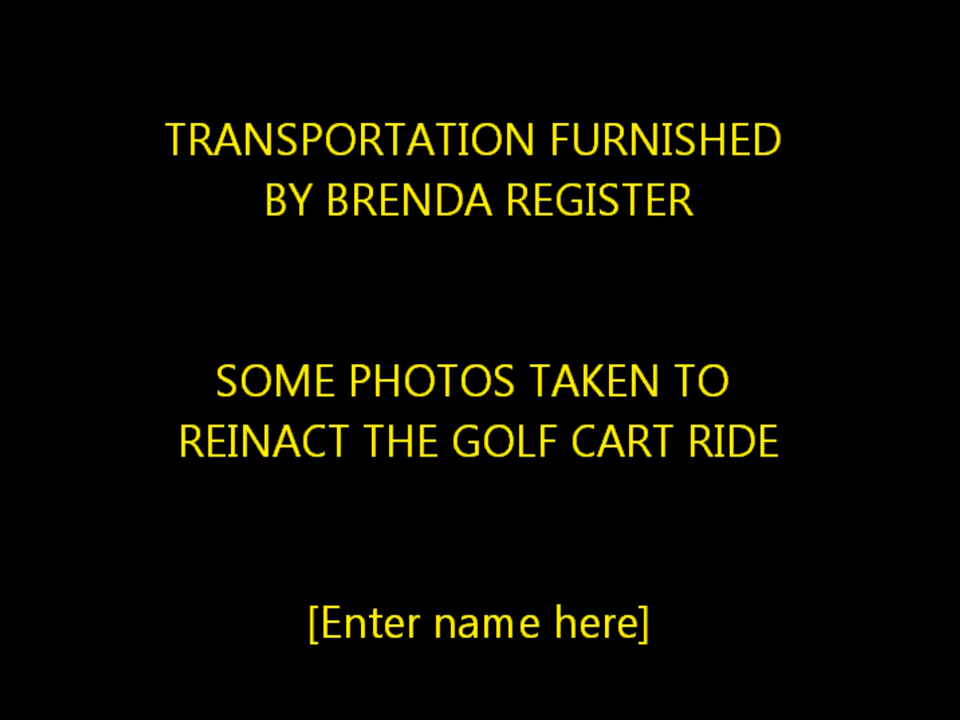 TRANSPORTATION FURNISHED
BY BRENDA REGISTER
SOME PHOTOS TAKEN TO
REINACT THE GOLF CART RIDE
[Enter name here]